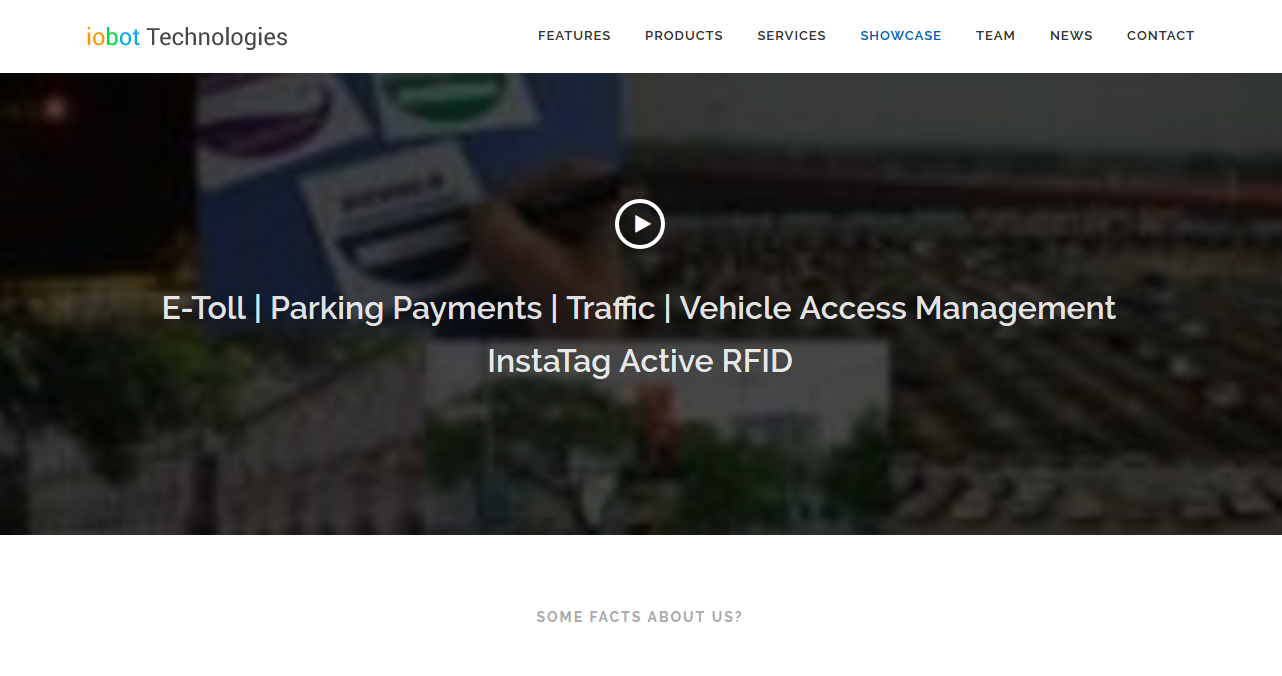 iobot Technologies
FEATURES PRODUCTS SERVICES SHOWCASE TEAM NEWS CONTACT
E-Toll | Parking Payments | Traffic | Vehicle Access Management
InstaTag Active RFID
SOME FACTS ABOUT US?